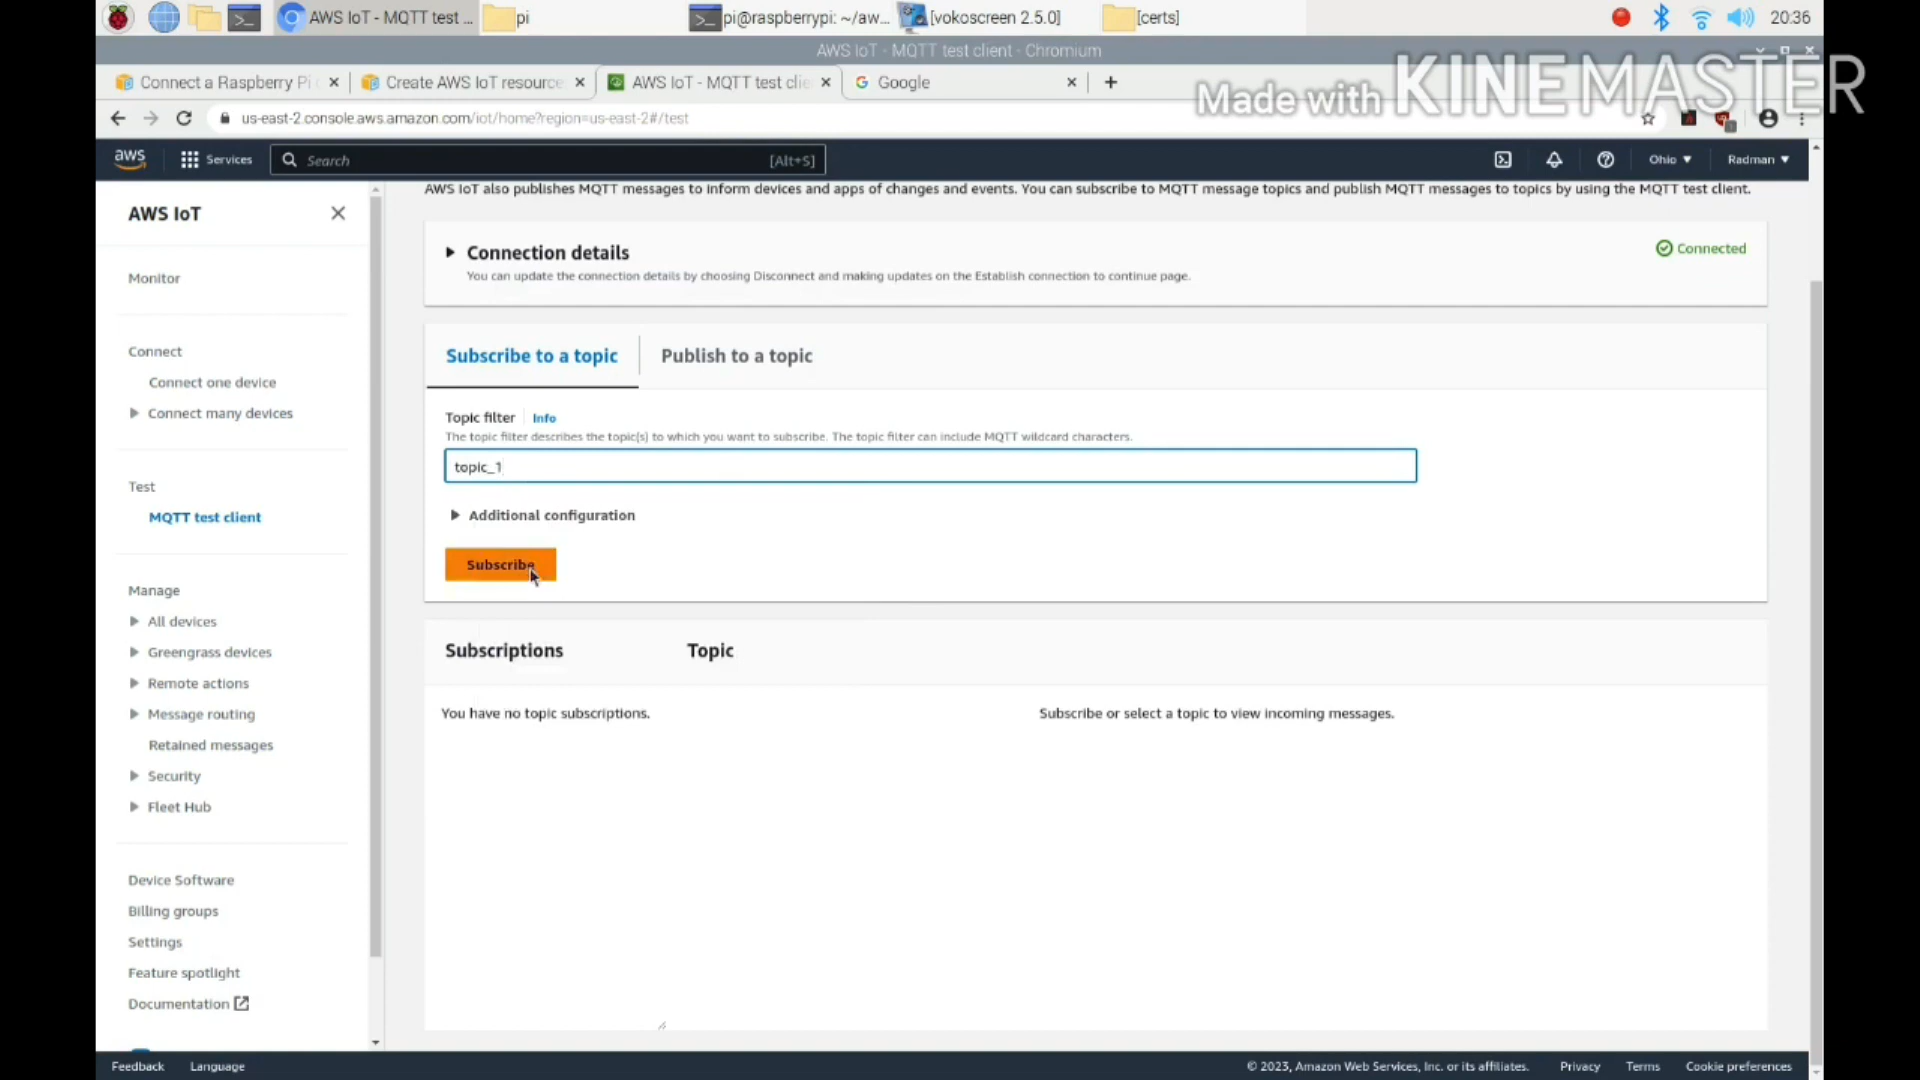 AWS IoT - MQTT test ...
pi
pi@raspberrypi: ~/aw...
[vokoscreen 2.5.0]
[certs]
20:36
AWS IoT - MQTT test client - Chromium
Connect a Raspberry Pi
Create AWS IoT resource
AWS IoT - MQTT test clie
Google
Made with KINEMASTER
us-east-2.console.aws.amazon.com/iot/home?region=us-east-2#/test
aws
Services
Search
[Alt+S]
Ohio
Radman
AWS IoT also publishes MQTT messages to inform devices and apps of changes and events. You can subscribe to MQTT message topics and publish MQTT messages to topics by using the MQTT test client.
AWS IoT
Monitor
Connect
Connect one device
Connect many devices
Test
MQTT test client
Manage
All devices
Greengrass devices
Remote actions
Message routing
Retained messages
Security
Fleet Hub
Device Software
Billing groups
Settings
Feature spotlight
Documentation
Connection details
Connected
You can update the connection details by choosing Disconnect and making updates on the Establish connection to continue page.
Subscribe to a topic
Publish to a topic
Topic filter
Info
The topic filter describes the topic(s) to which you want to subscribe. The topic filter can include MQTT wildcard characters.
topic_1
Additional configuration
Subscribe
Subscriptions
Topic
You have no topic subscriptions.
Subscribe or select a topic to view incoming messages.
Feedback
Language
© 2023, Amazon Web Services, Inc. or its affiliates.
Privacy
Terms
Cookie preferences